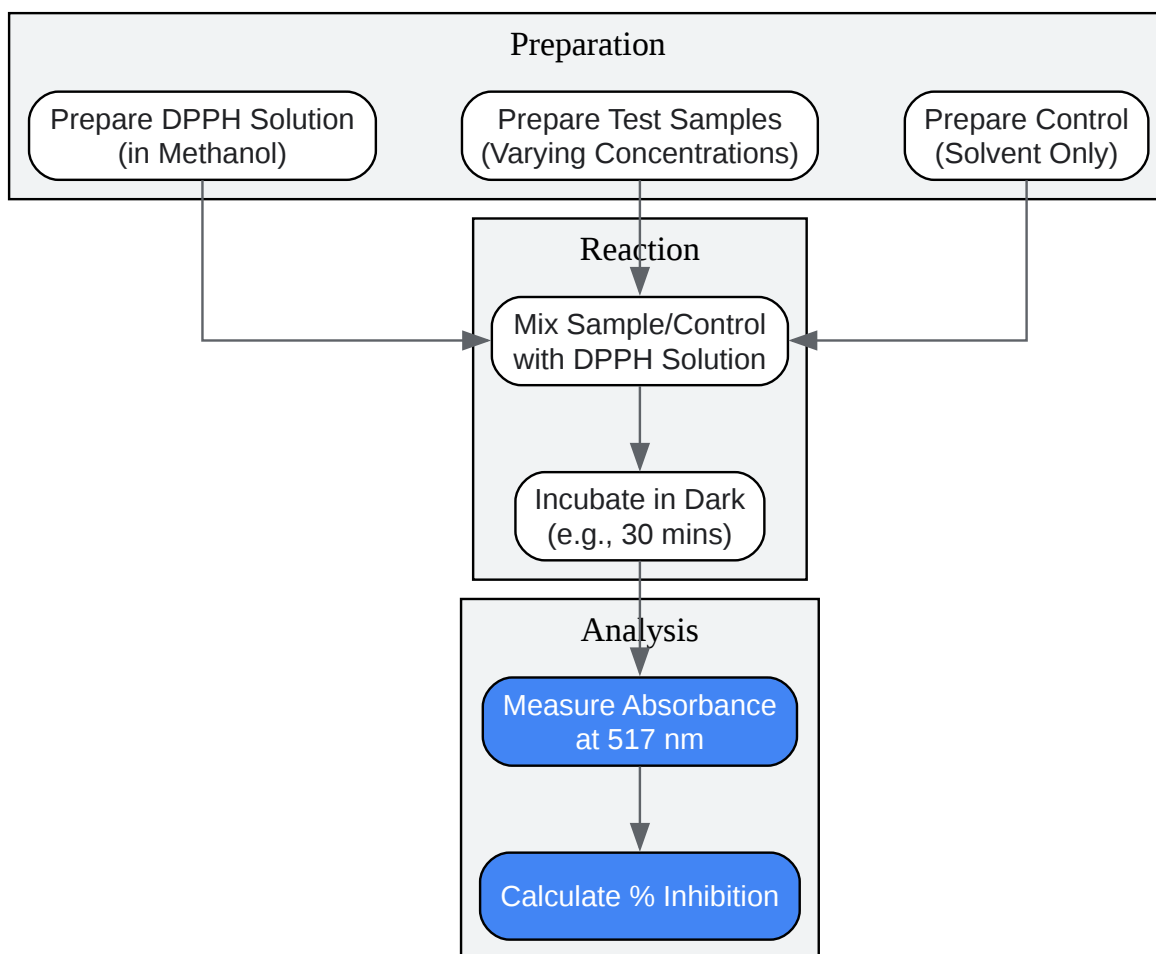 Preparation
Prepare DPPH Solution
(in Methanol)
Prepare Test Samples
(Varying Concentrations)
Prepare Control
(Solvent Only)
Reaction
Mix Sample/Control
with DPPH Solution
Incubate in Dark
(e.g., 30 mins)
Analysis
Measure Absorbance
at 517 nm
Calculate % Inhibition